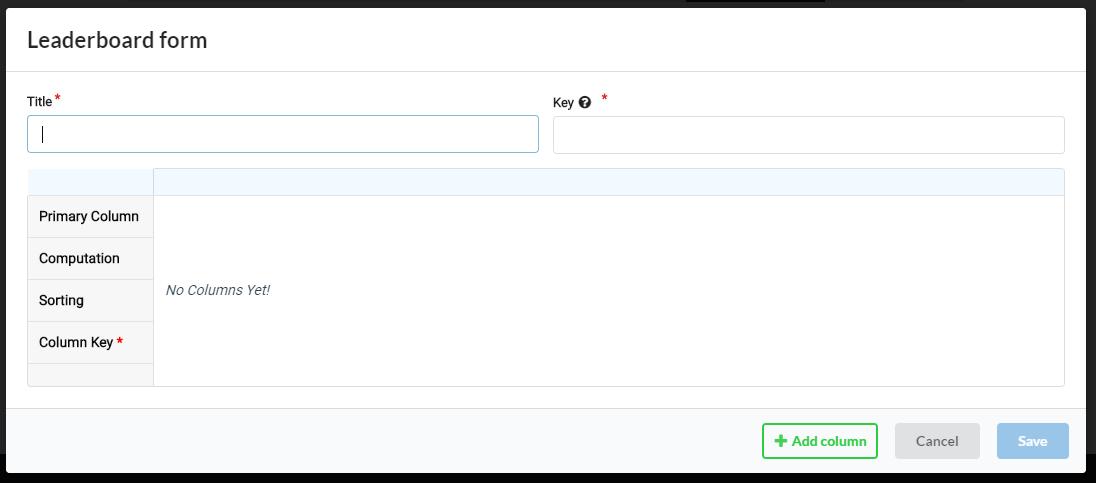 Leaderboard form
Title *
Key ? *
Primary Column
Computation
Sorting
Column Key *
No Columns Yet!
+ Add column
Cancel
Save